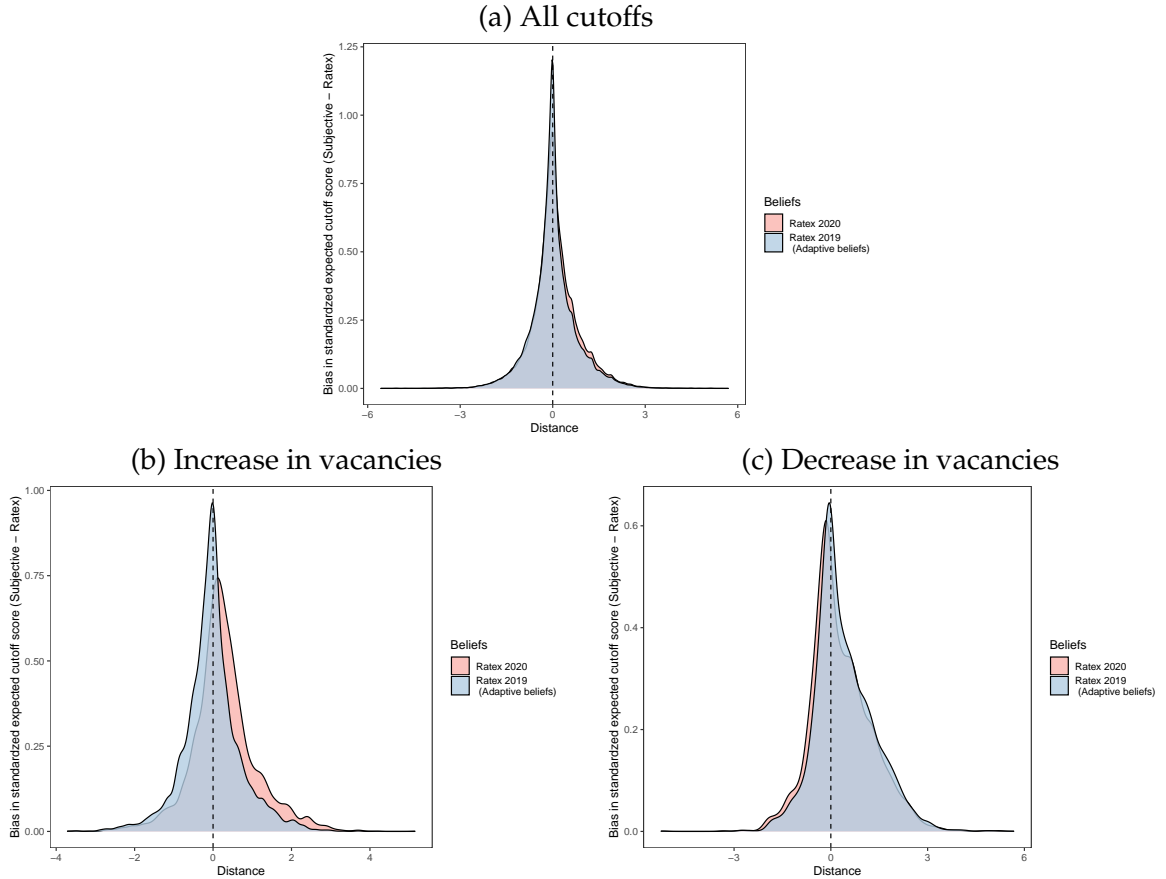 (a) All cutoffs
Bias in standardzed expected cutoff score (Subjective − Ratex)
1.25
1.00
0.75
0.50
0.25
0.00
−6
−3
0
3
6
Distance
Beliefs
Ratex 2020
Ratex 2019
(Adaptive beliefs)
(b) Increase in vacancies
Bias in standardzed expected cutoff score (Subjective − Ratex)
1.00
0.75
0.50
0.25
0.00
−4
−2
0
2
4
Distance
Beliefs
Ratex 2020
Ratex 2019
(Adaptive beliefs)
(c) Decrease in vacancies
Bias in standardzed expected cutoff score (Subjective − Ratex)
0.6
0.4
0.2
0.0
−3
0
3
6
Distance
Beliefs
Ratex 2020
Ratex 2019
(Adaptive beliefs)